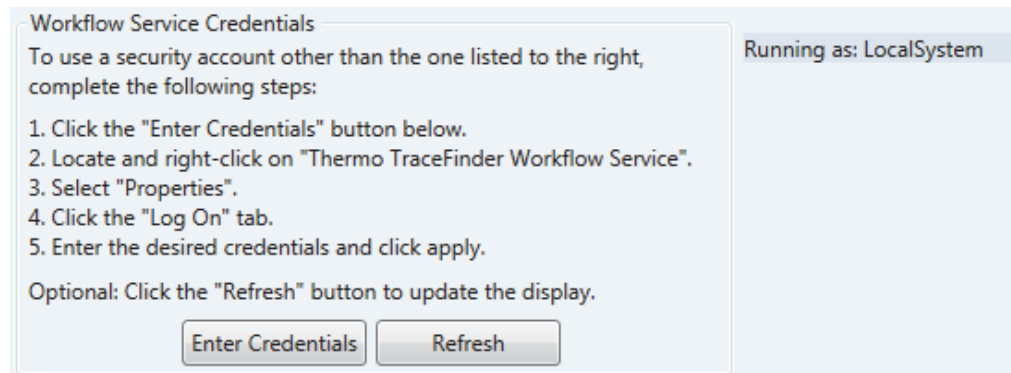 Workflow Service Credentials
To use a security account other than the one listed to the right,
complete the following steps:
1. Click the "Enter Credentials" button below.
2. Locate and right-click on "Thermo TraceFinder Workflow Service".
3. Select "Properties".
4. Click the "Log On" tab.
5. Enter the desired credentials and click apply.
Optional: Click the "Refresh" button to update the display.
Enter Credentials
Refresh
Running as: LocalSystem